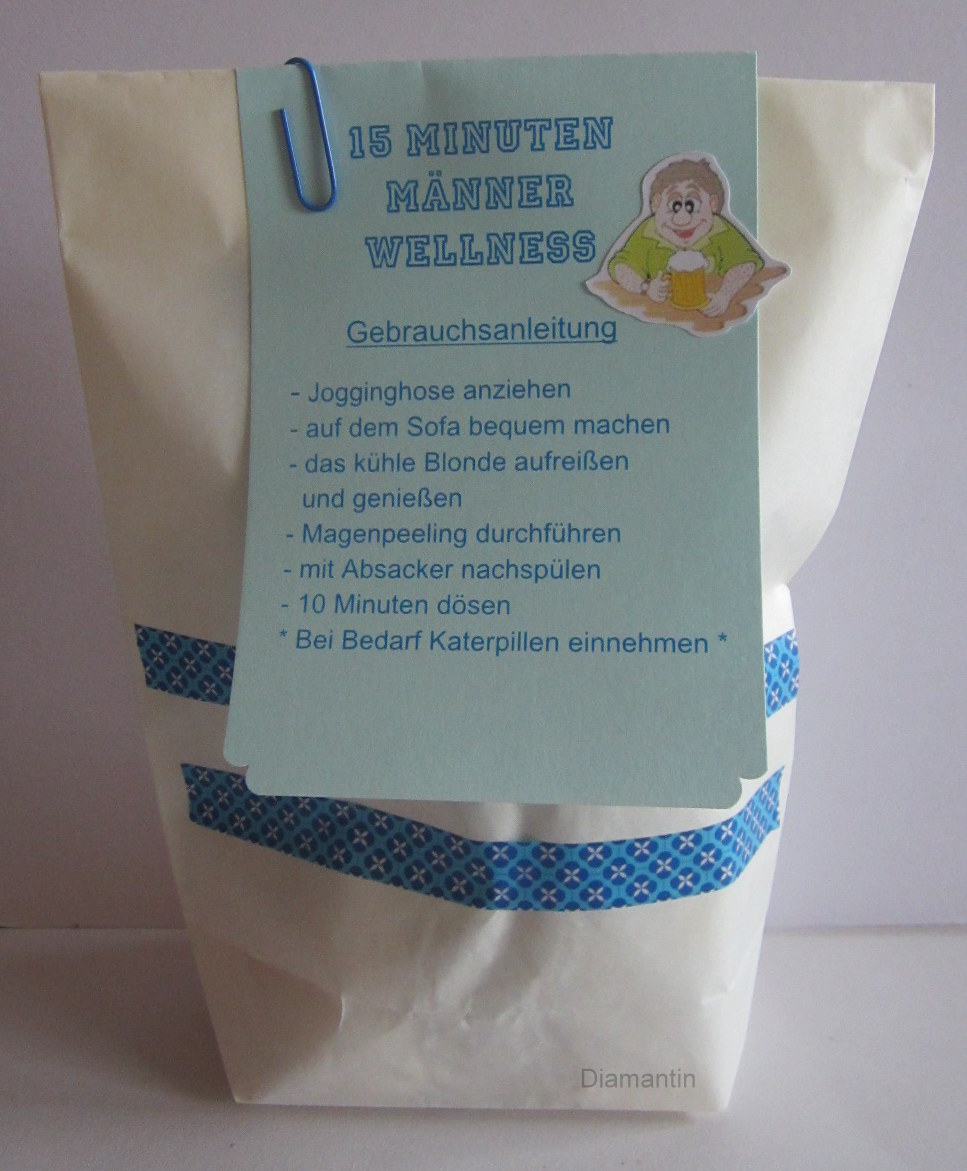 15 MINUTEN
MÄNNER
WELLNESS
Gebrauchsanleitung
- Jogginghose anziehen
- auf dem Sofa bequem machen
- das kühle Blonde aufreißen
und genießen
- Magenpeeling durchführen
- mit Absacker nachspülen
- 10 Minuten dösen
* Bei Bedarf Katerpillen einnehmen *
Diamantin